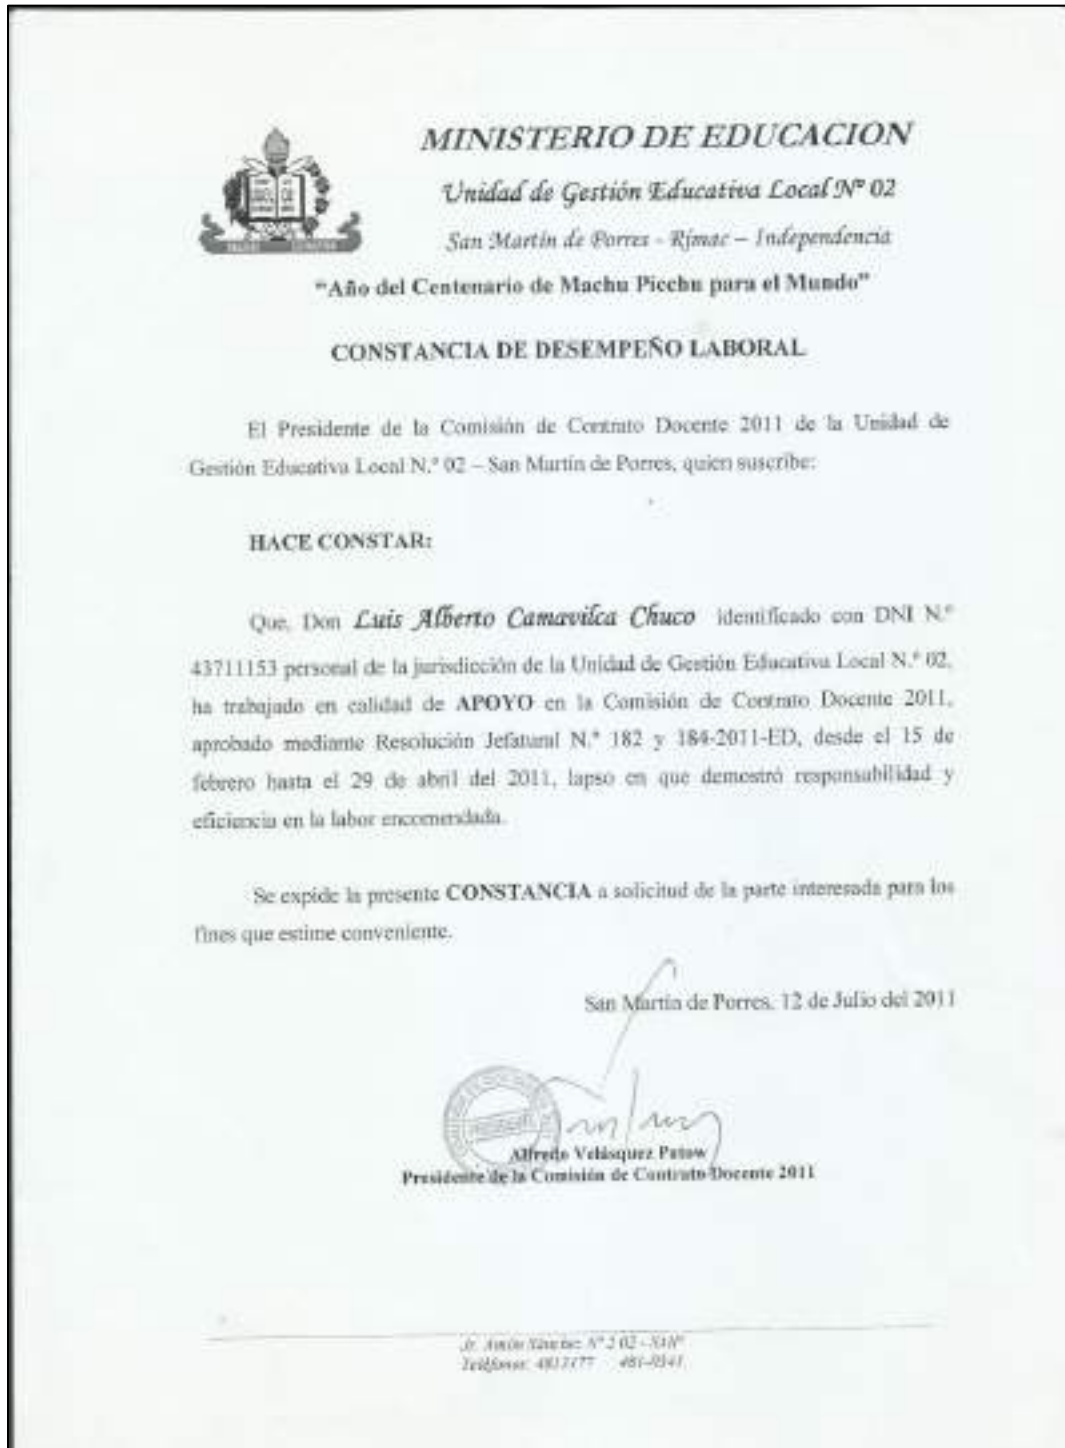 MINISTERIO DE EDUCACION
Unidad de Gestión Educativa Local Nº 02
San Martín de Porres - Rímac – Independencia
"Año del Centenario de Machu Picchu para el Mundo"
CONSTANCIA DE DESEMPEÑO LABORAL
El Presidente de la Comisión de Contrato Docente 2011 de la Unidad de
Gestión Educativa Local N.º 02 – San Martín de Porres, quien suscribe:
HACE CONSTAR:
Que, Don Luis Alberto Camavilca Chuco identificado con DNI N.º
43711153 personal de la jurisdicción de la Unidad de Gestión Educativa Local N.º 02,
ha trabajado en calidad de APOYO en la Comisión de Contrato Docente 2011,
aprobado mediante Resolución Jefatural N.º 182 y 184-2011-ED, desde el 15 de
febrero hasta el 29 de abril del 2011, lapso en que demostró responsabilidad y
eficiencia en la labor encomendada.
Se expide la presente CONSTANCIA a solicitud de la parte interesada para los
fines que estime conveniente.
San Martín de Porres, 12 de Julio del 2011
PRESIDENTE
Alfredo Velásquez Patow
Presidente de la Comisión de Contrato Docente 2011
Jr. Sánchez Nº 2
Teléfonos: 481